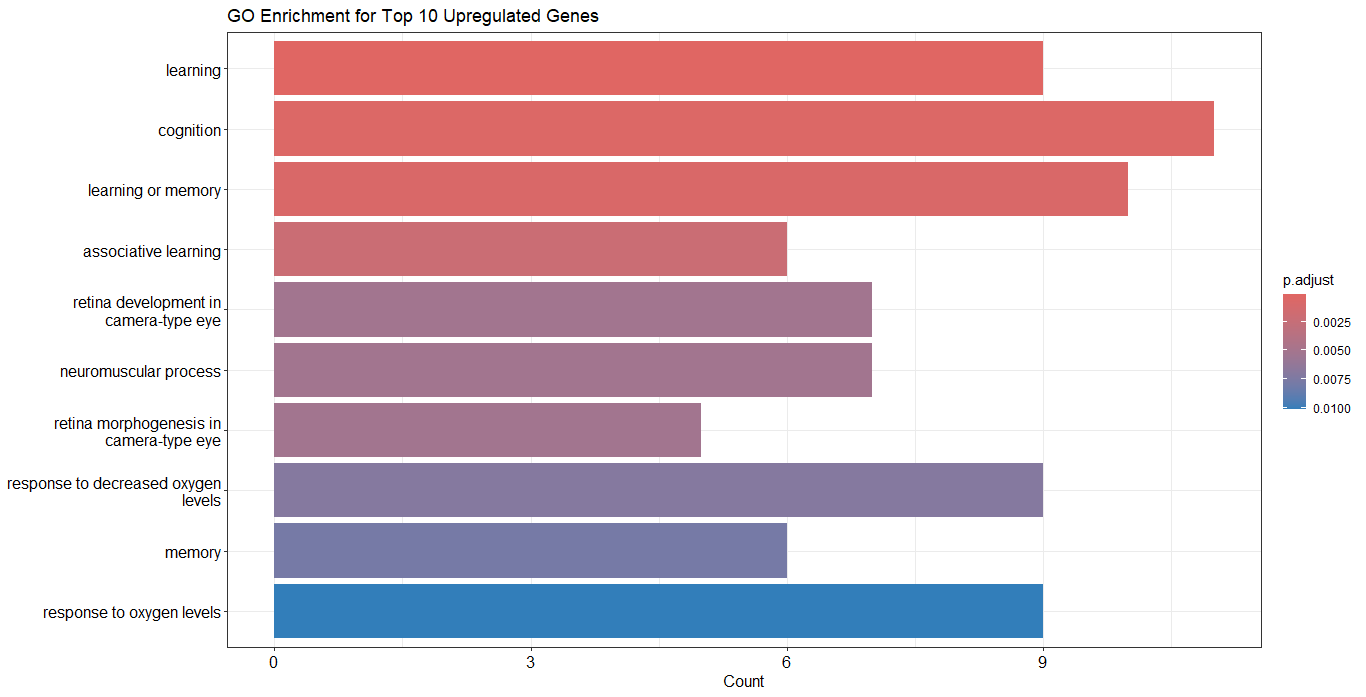 GO Enrichment for Top 10 Upregulated Genes
learning
cognition
learning or memory
associative learning
retina development in
camera-type eye
neuromuscular process
retina morphogenesis in
camera-type eye
response to decreased oxygen
levels
memory
response to oxygen levels
0
3
6
9
Count
p.adjust
0.0025
0.0050
0.0075
0.0100